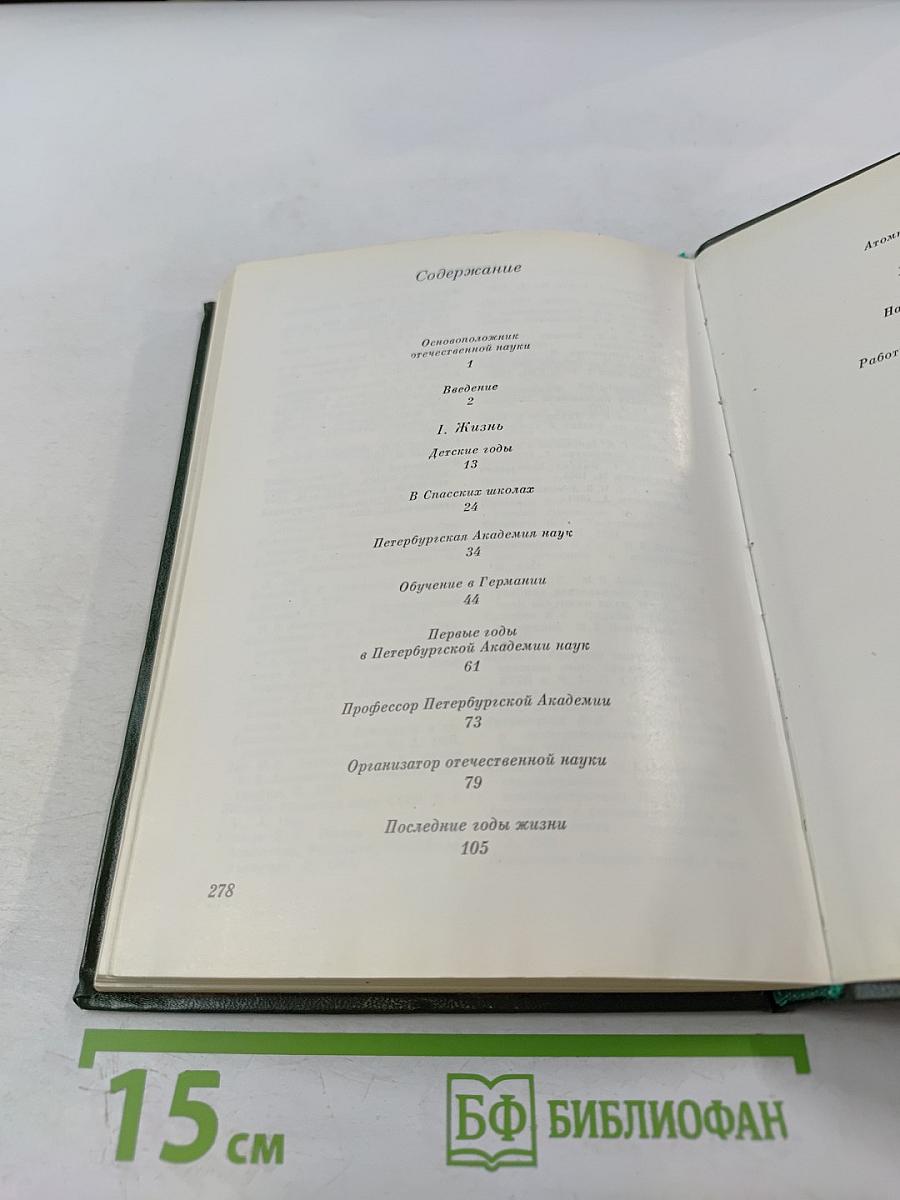 Содержание
Основоположник
отечественной науки
1
Введение
2
I. Жизнь
Детские годы
13
В Спасских школах
24
Петербургская Академия наук
34
Обучение в Германии
44
Первые годы
в Петербургской Академии наук
61
Профессор Петербургской Академии
73
Организатор отечественной науки
79
Последние годы жизни
105
278
15 см
БФ БИБЛИОФАН